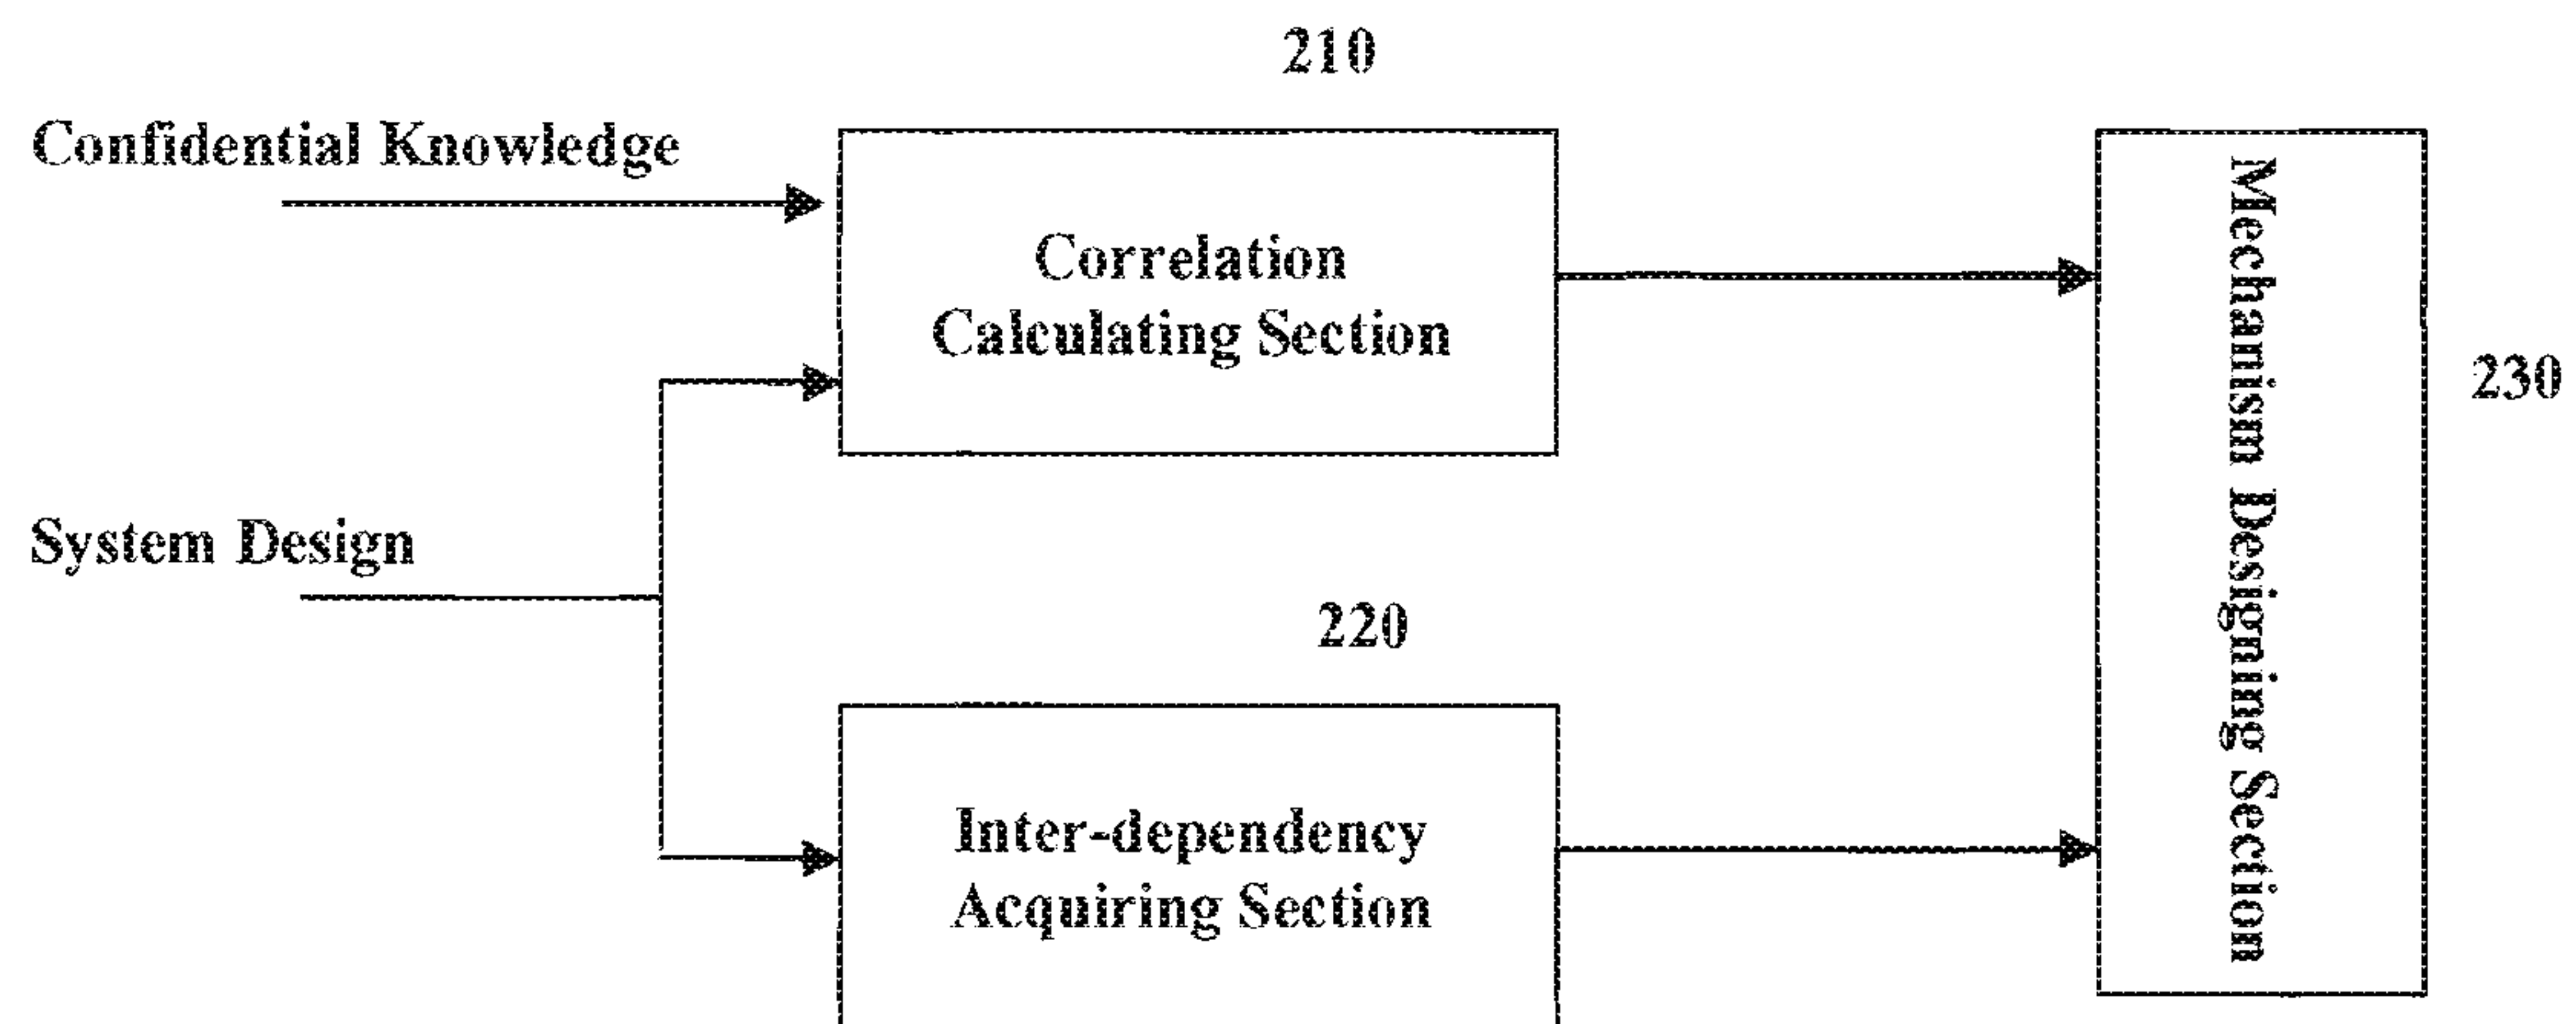 210
Confidential Knowledge
Correlation
Calculating Section
Mechanism Designing Section
230
System Design
220
Inter-dependency
Acquiring Section